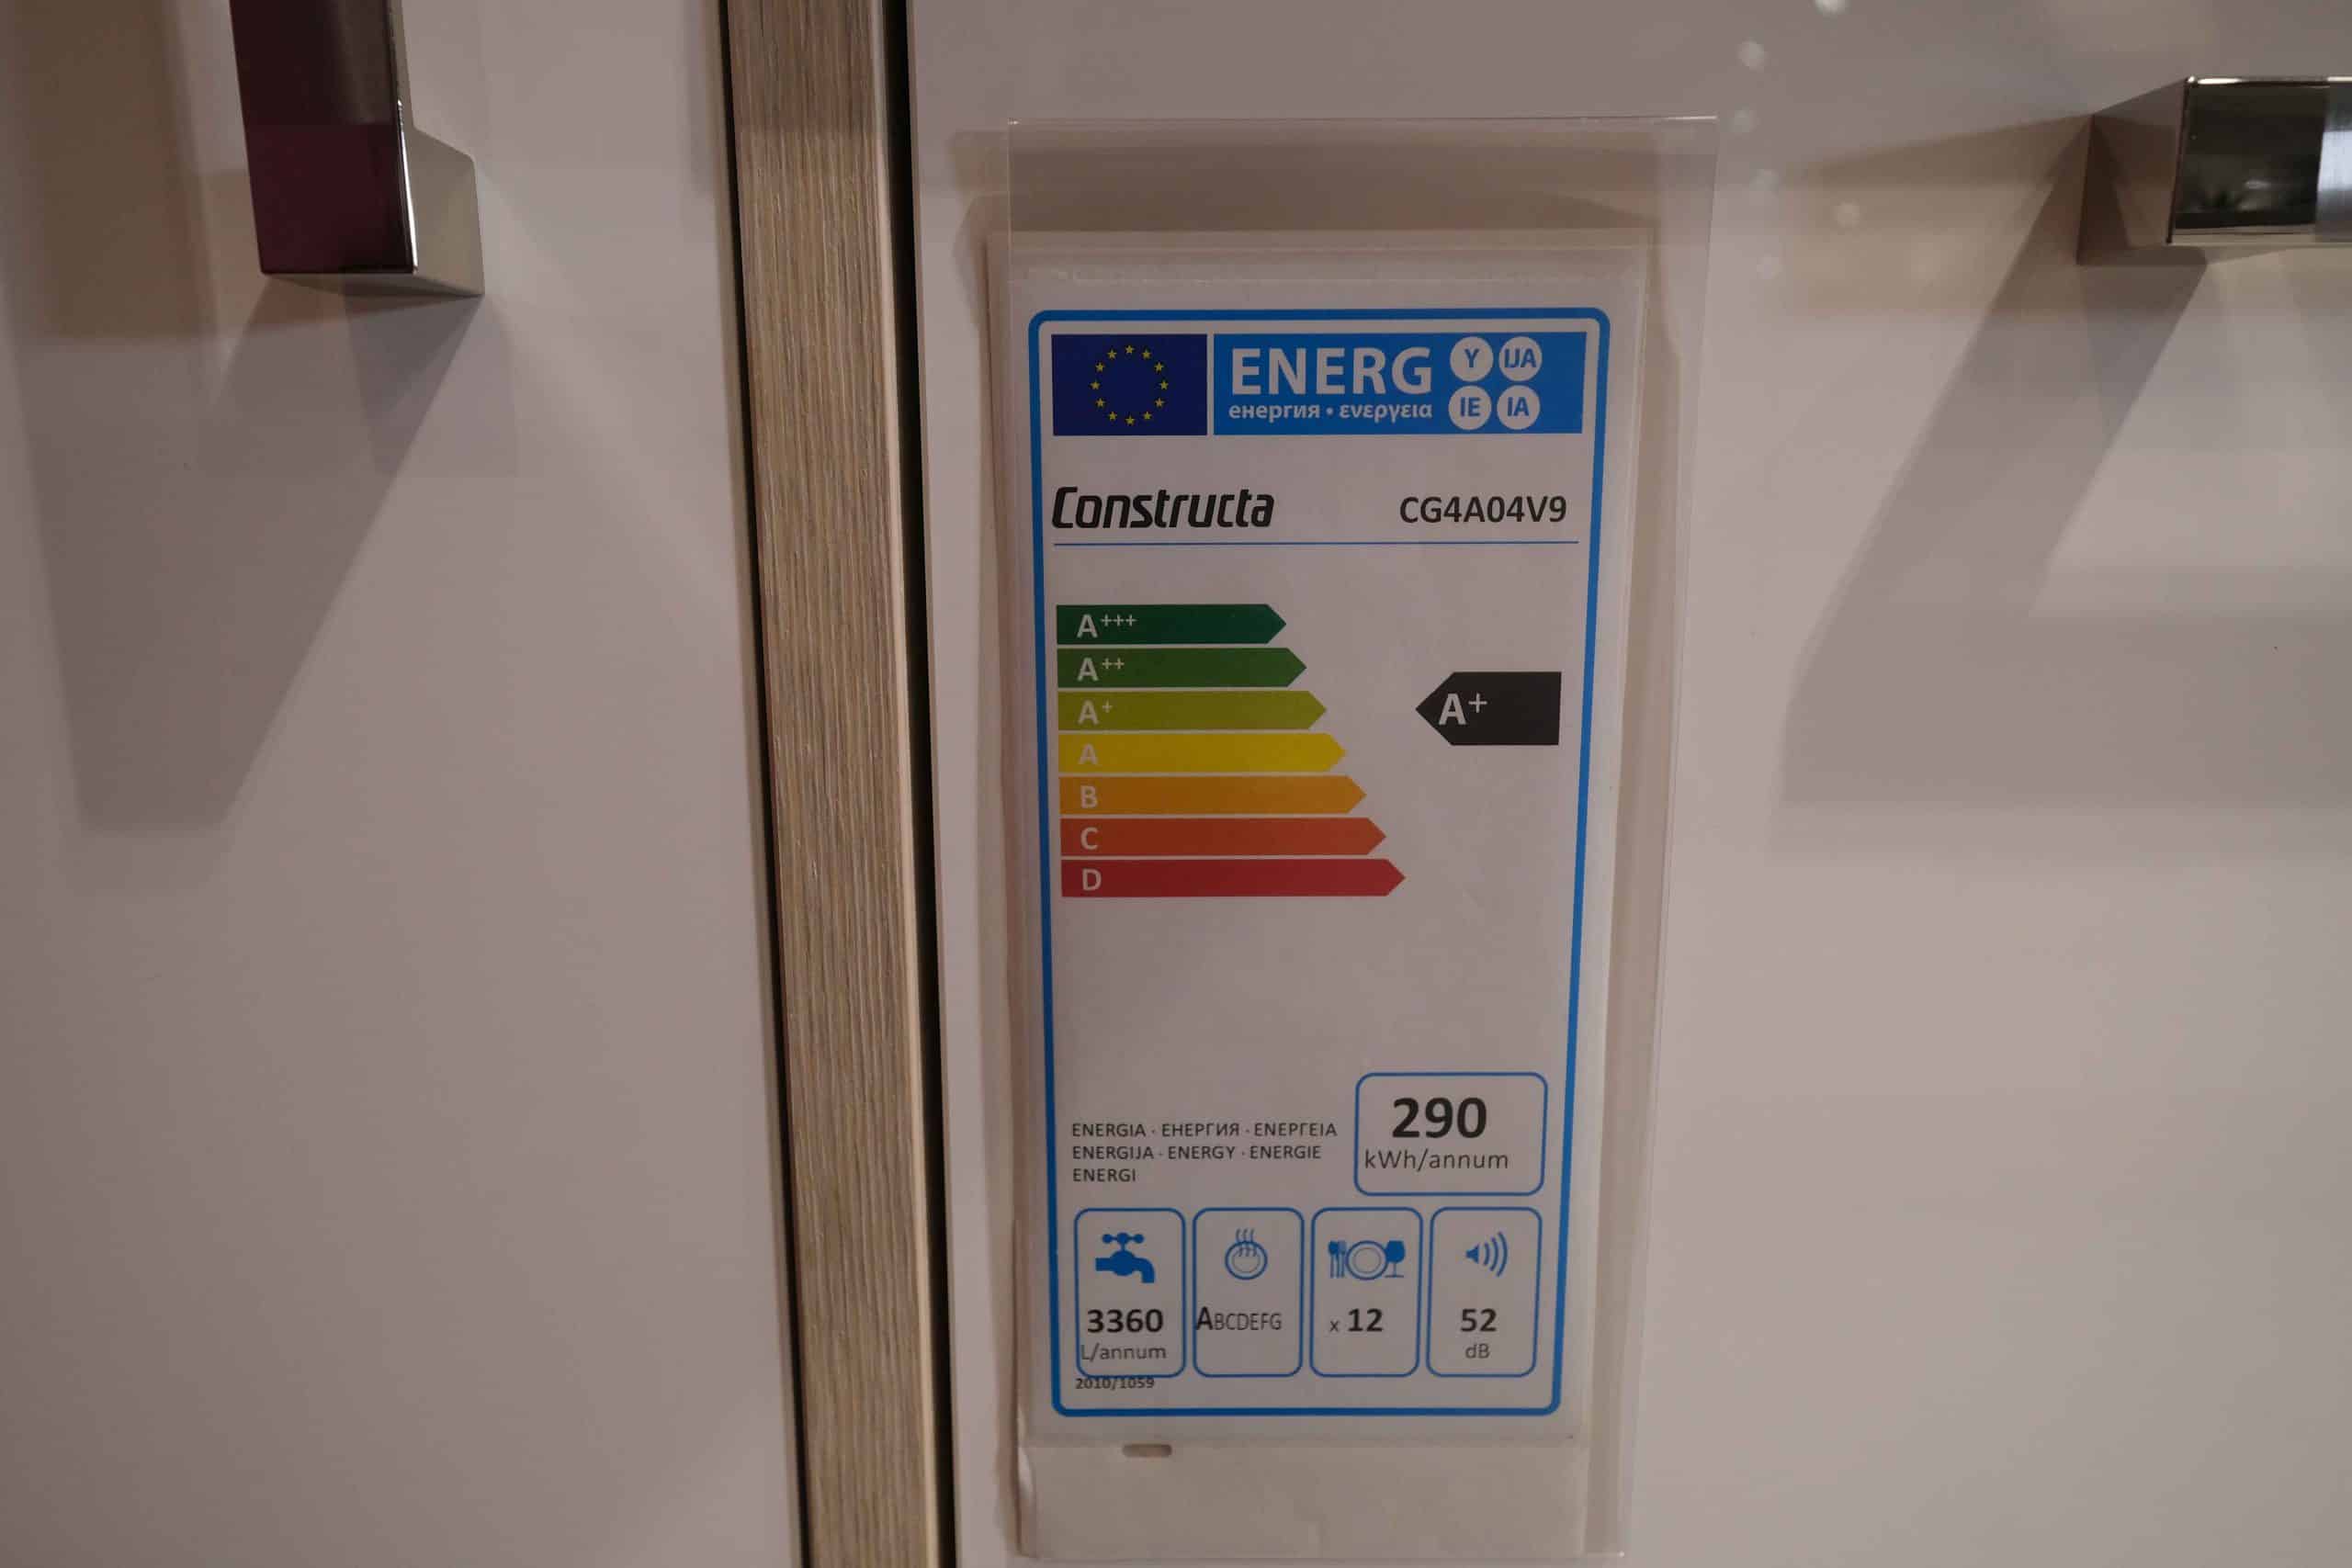 ENERG Y IJA
енергия · ενεργεια IE IA
Constructa CG4A04V9
A+++
A++
A+ A+
A
B
C
D
290
kWh/annum
ENERGIA · ЕНЕРГИЯ · ΕΝΕΡΓΕΙΑ
ENERGIJA · ENERGY · ENERGIE
ENERGI
3360 ABCDEFG x 12 52
L/annum dB
2010/1059